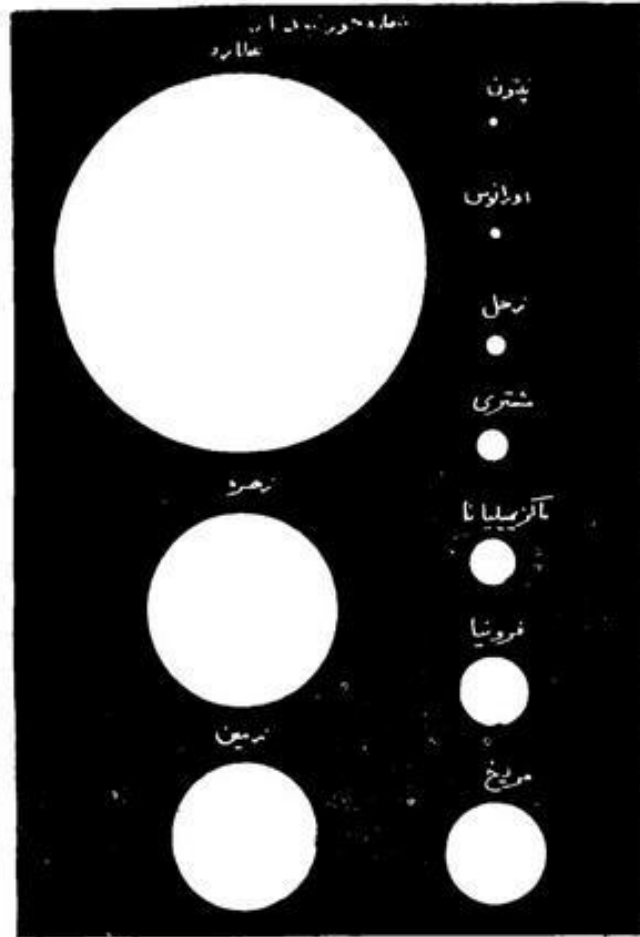 عطارد
زهره
زمین
نپتون
اورانوس
زحل
مشتری
ماکزیمیلیانا
فرونیا
مریخ